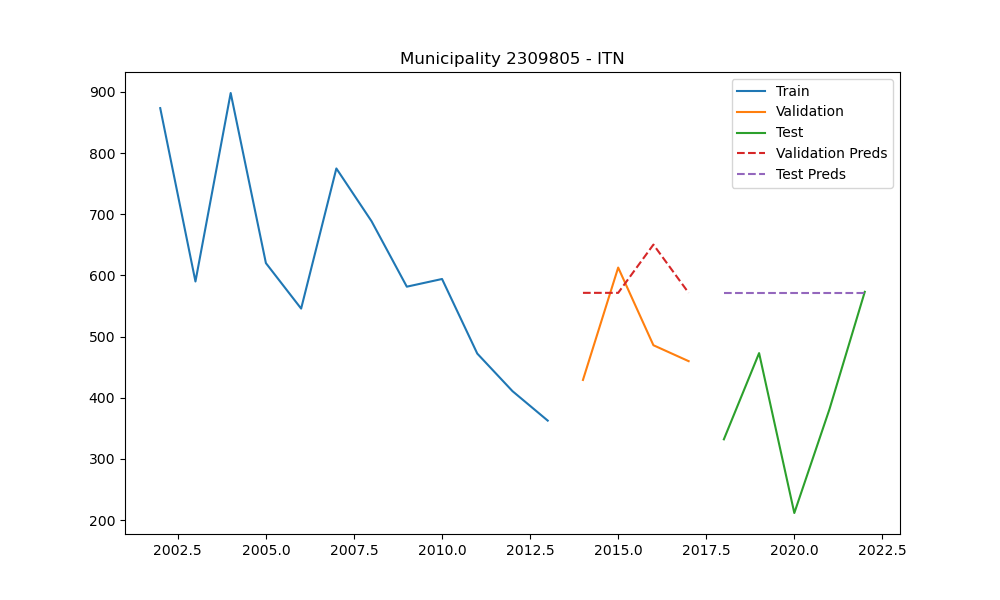 Municipality 2309805 - ITN
Train
Validation
Test
Validation Preds
Test Preds
900
800
700
600
500
400
300
200
2002.5 2005.0 2007.5 2010.0 2012.5 2015.0 2017.5 2020.0 2022.5